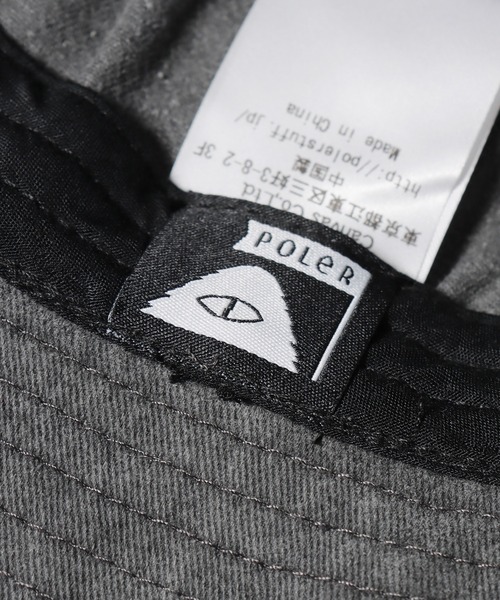 POLeR
Canvas Co.,Ltd
東京都江東区三好3-8-2 3F
中国製
http://polerstuff.jp/
Made in China